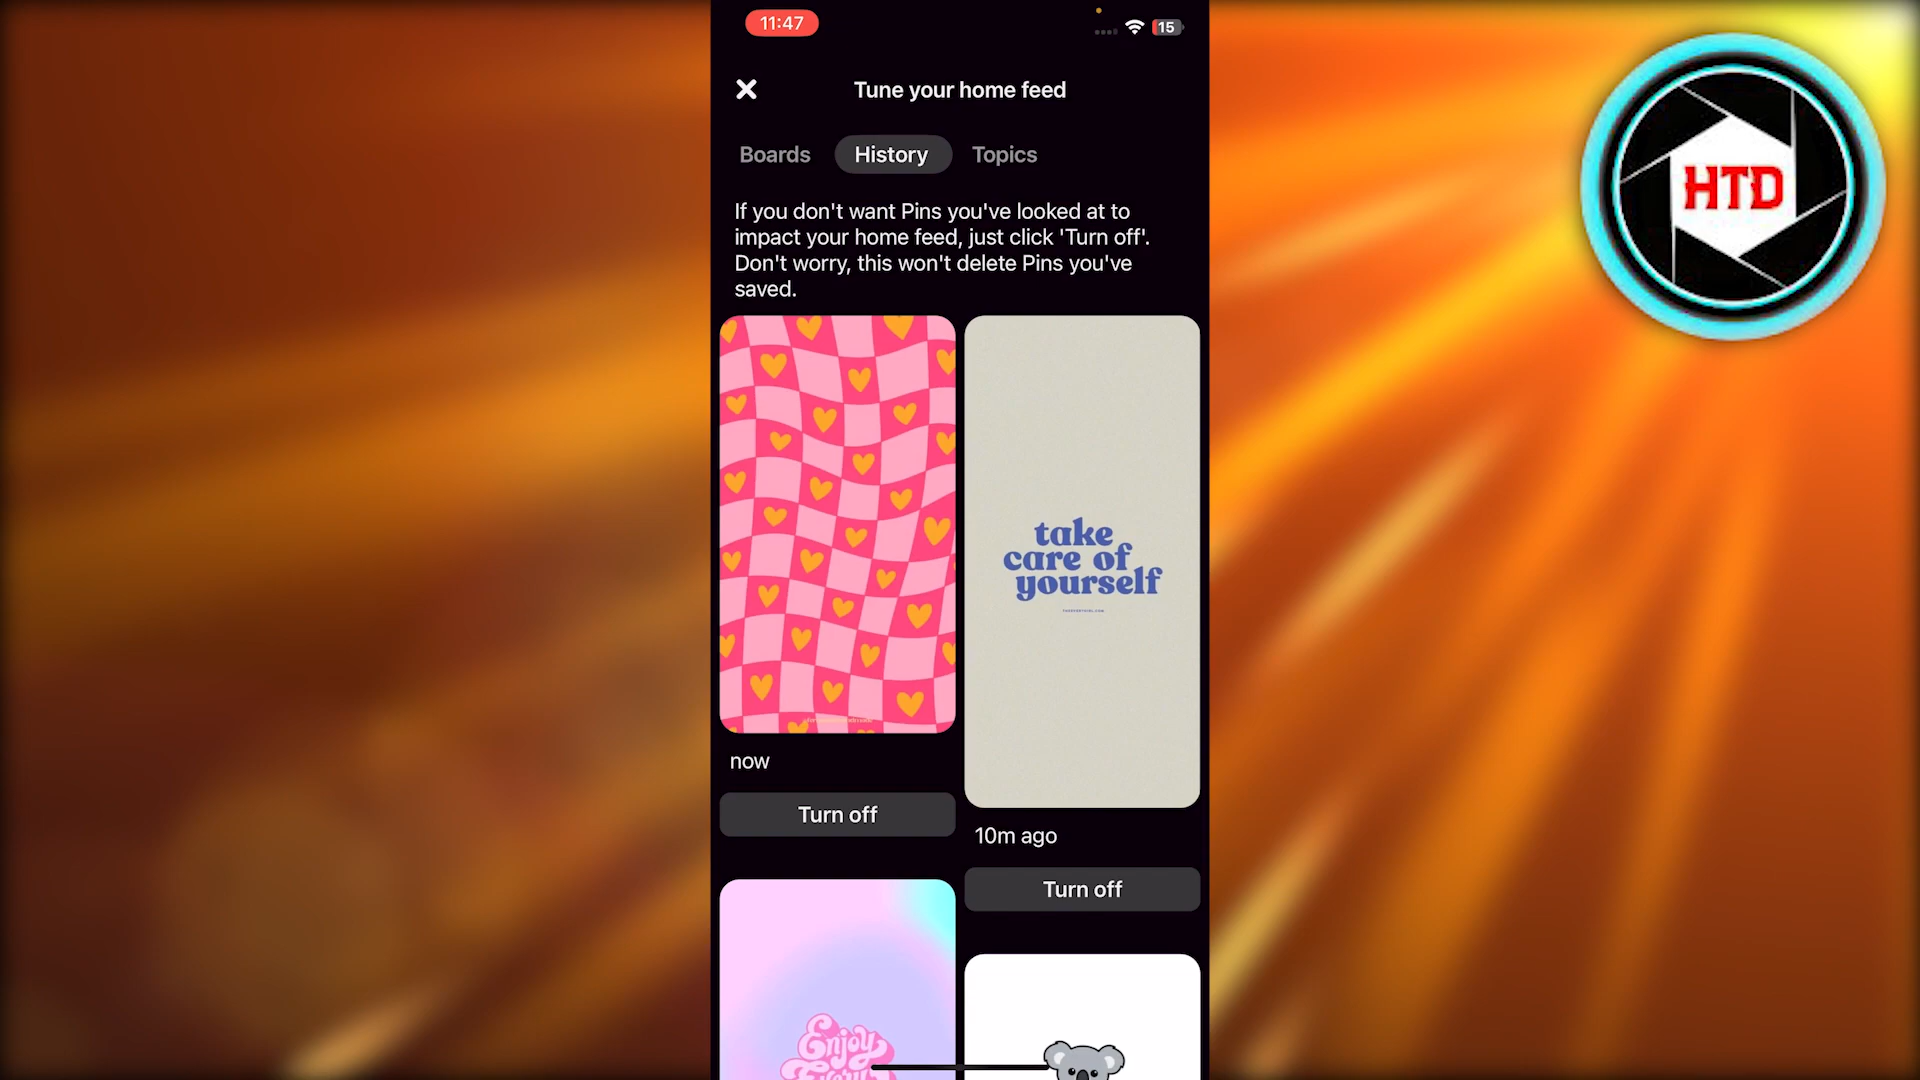 11:47
15
Tune your home feed
Boards
History
Topics
If you don't want Pins you've looked at to
impact your home feed, just click 'Turn off'.
Don't worry, this won't delete Pins you've
saved.
take
care of
yourself
now
Turn off
10m ago
Turn off
Enjoy
Every
HTD